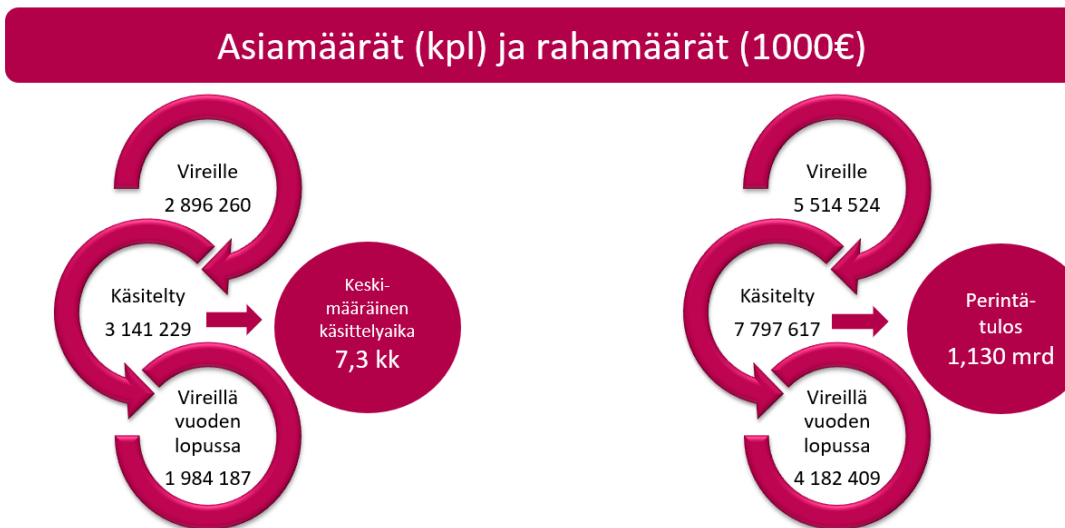 Asiamäärät (kpl) ja rahamäärät (1000€)
Vireille
2 896 260
Käsitelty
3 141 229
Keski-
määräinen
käsittelyaika
7,3 kk
Vireillä
vuoden
lopussa
1 984 187
Vireille
5 514 524
Käsitelty
7 797 617
Perintä-
tulos
1,130 mrd
Vireillä
vuoden
lopussa
4 182 409